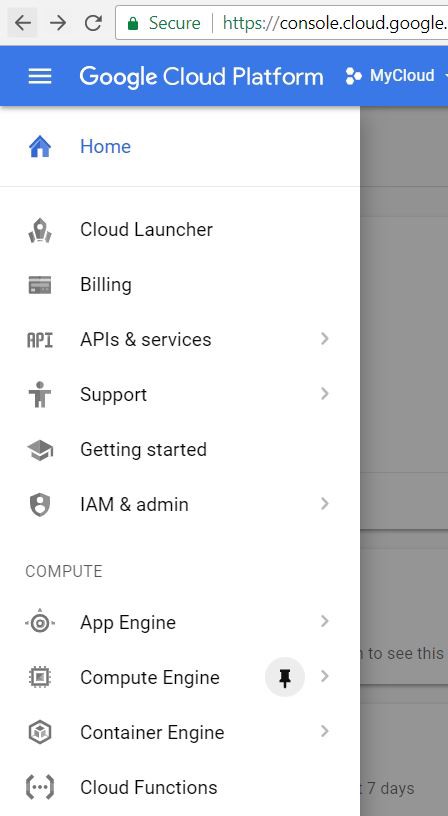 Secure | https://console.cloud.google.
Google Cloud Platform MyCloud
Home
Cloud Launcher
Billing
API APIs & services
Support
Getting started
IAM & admin
COMPUTE
App Engine
Compute Engine
Container Engine
to see this
Cloud Functions
7 days